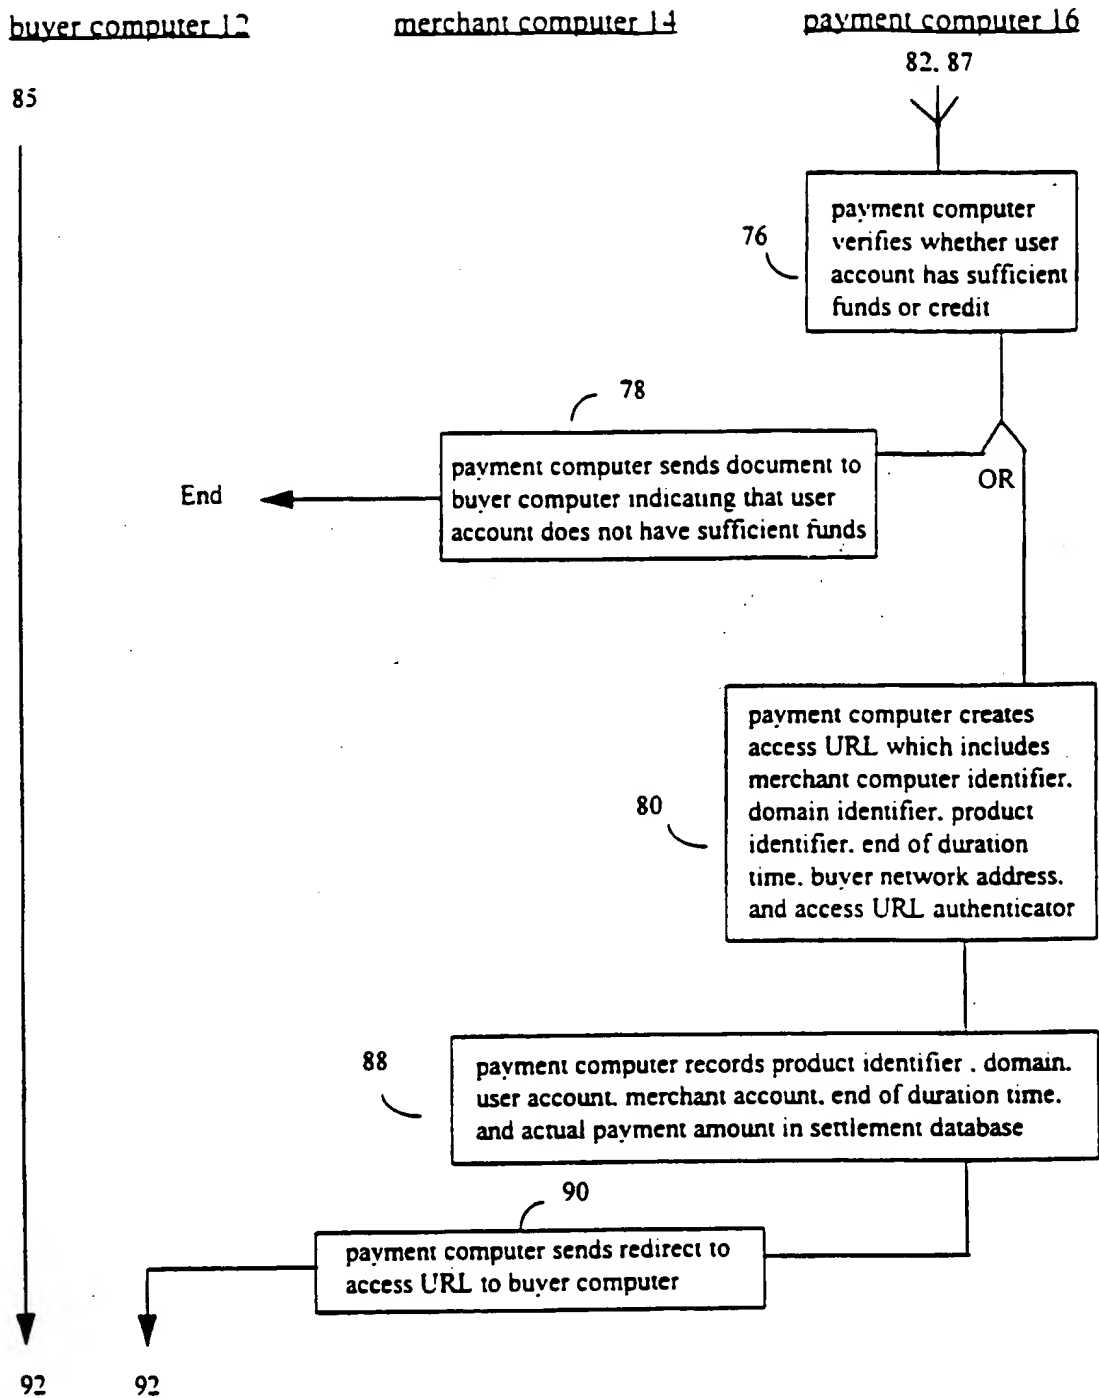 buyer computer 12
merchant computer 14
payment computer 16
82. 87
85
payment computer
verifies whether user
account has sufficient
funds or credit
76
78
payment computer sends document to
buyer computer indicating that user
account does not have sufficient funds
End
OR
payment computer creates
access URL which includes
merchant computer identifier.
domain identifier. product
identifier. end of duration
time. buyer network address.
and access URL authenticator
80
88
payment computer records product identifier . domain.
user account. merchant account. end of duration time.
and actual payment amount in settlement database
90
payment computer sends redirect to
access URL to buyer computer
92
92